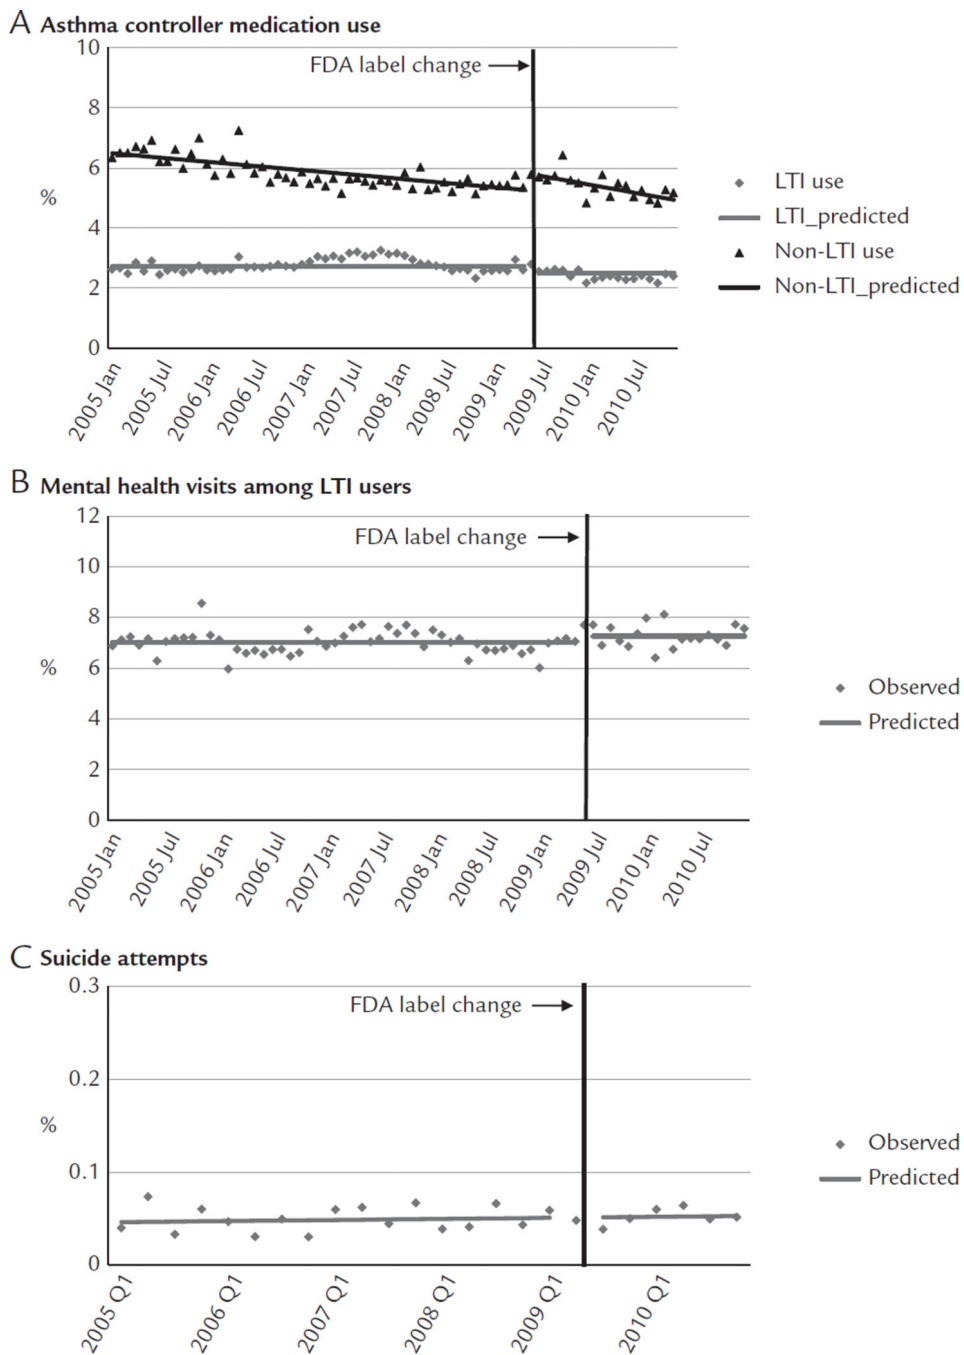 A Asthma controller medication use
10
FDA label change
8
6
%
4
2
0
LTI use
LTI_predicted
Non-LTI use
Non-LTI_predicted
2005 Jan
2005 Jul
2006 Jan
2006 Jul
2007 Jan
2007 Jul
2008 Jan
2008 Jul
2009 Jan
2009 Jul
2010 Jan
2010 Jul
B Mental health visits among LTI users
12
FDA label change
10
8
%
6
4
2
0
Observed
Predicted
2005 Jan
2005 Jul
2006 Jan
2006 Jul
2007 Jan
2007 Jul
2008 Jan
2008 Jul
2009 Jan
2009 Jul
2010 Jan
2010 Jul
C Suicide attempts
0.3
FDA label change
0.2
%
0.1
0
Observed
Predicted
2005 Q1
2006 Q1
2007 Q1
2008 Q1
2009 Q1
2010 Q1